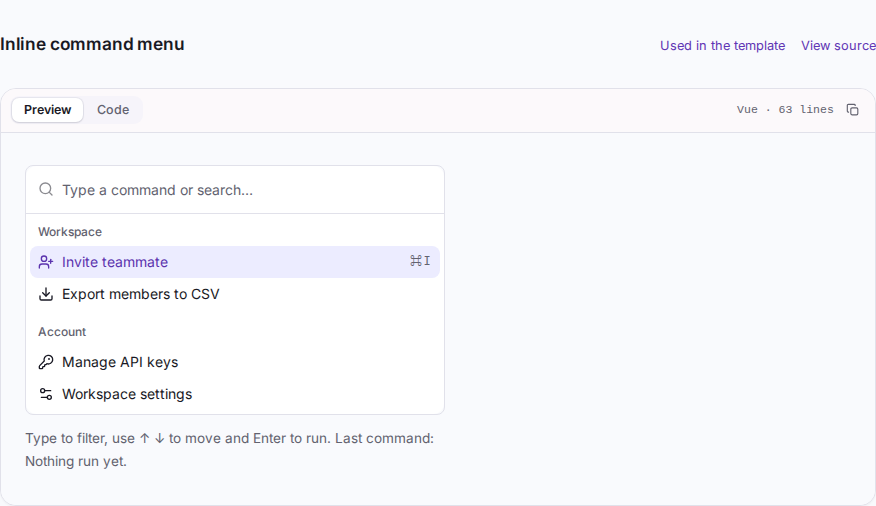 Inline command menu
Used in the template View source
Preview Code
Vue · 63 lines
Type a command or search...
Workspace
Invite teammate ⌘I
Export members to CSV
Account
Manage API keys
Workspace settings
Type to filter, use ↑ ↓ to move and Enter to run. Last command:
Nothing run yet.